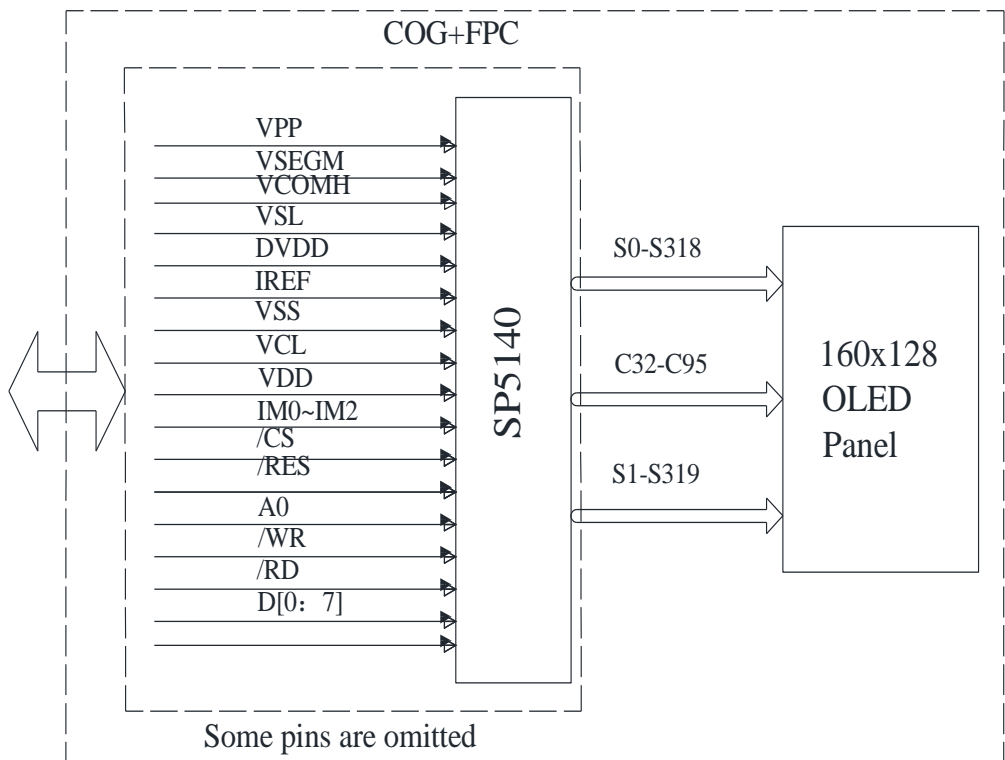 COG+FPC
VPP
VSEGM
VCOMH
VSL
DVDD
IREF
VSS
VCL
VDD
IM0~IM2
/CS
/RES
A0
/WR
/RD
D[0：7]
SP5140
S0-S318
C32-C95
S1-S319
160x128
OLED
Panel
Some pins are omitted